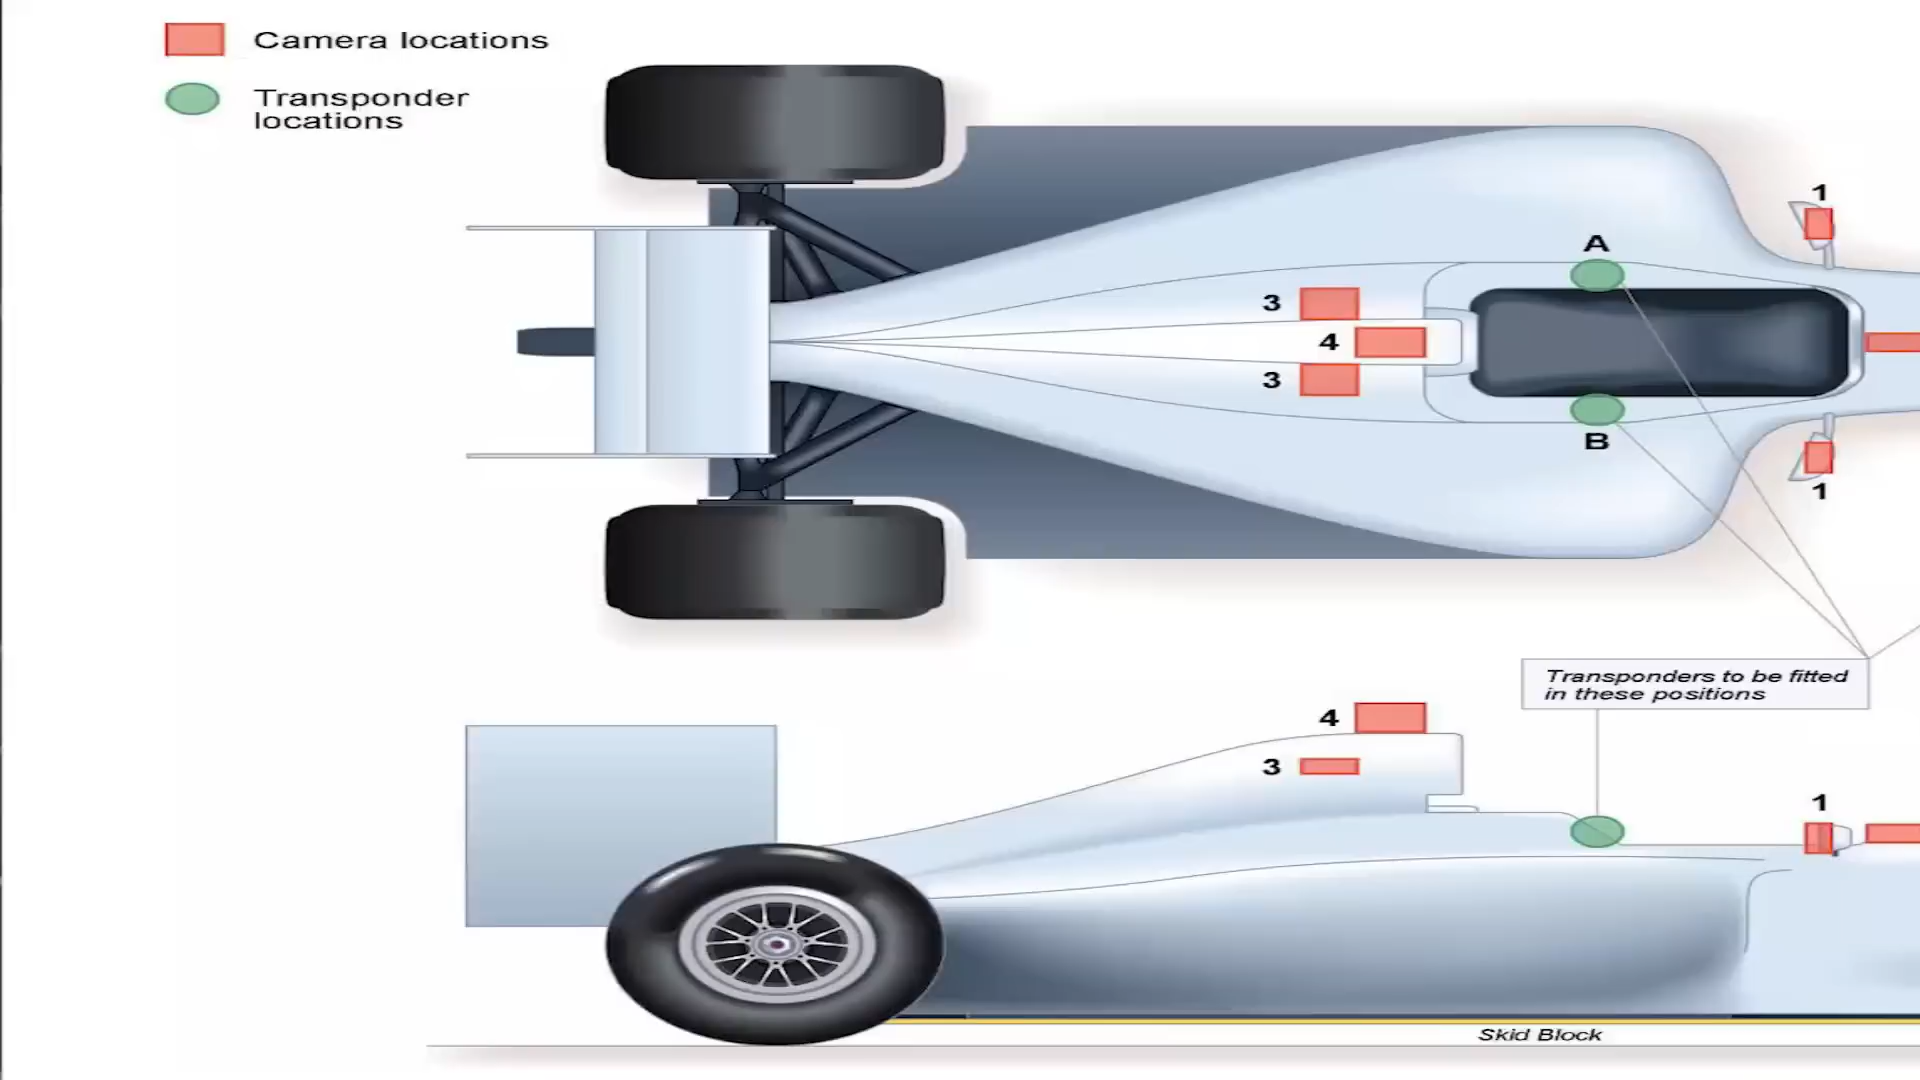 Camera locations
Transponder
locations
1
A
3
4
3
B
1
Transponders to be fitted
in these positions
4
3
1
Skid Block